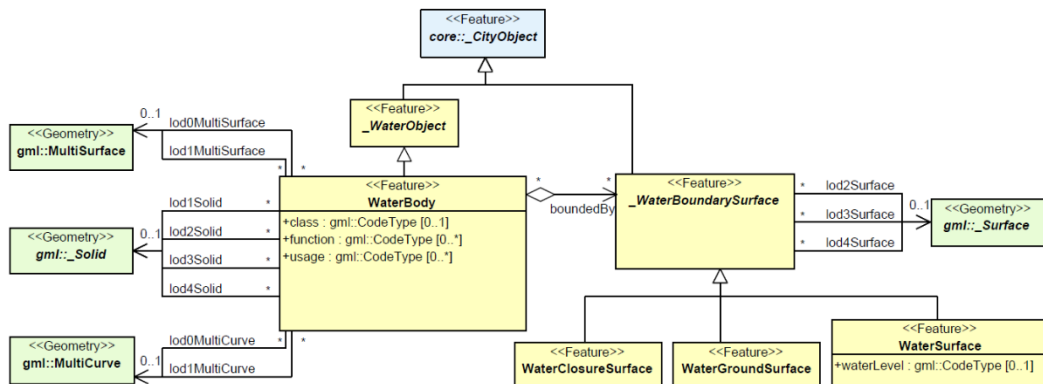 <<Feature>>
core::_CityObject
<<Feature>>
_WaterObject
<<Geometry>>
gml::MultiSurface
0..1
lod0MultiSurface
lod1MultiSurface
*
*
<<Feature>>
WaterBody
+class : gml::CodeType [0..1]
+function : gml::CodeType [0..*]
+usage : gml::CodeType [0..*]
*
*
boundedBy
<<Feature>>
_WaterBoundarySurface
*
lod2Surface
*
lod3Surface
*
lod4Surface
0..1
<<Geometry>>
gml::_Surface
<<Geometry>>
gml::_Solid
0..1
lod1Solid
*
lod2Solid
*
lod3Solid
*
lod4Solid
*
<<Geometry>>
gml::MultiCurve
0..1
lod0MultiCurve
*
*
lod1MultiCurve
<<Feature>>
WaterClosureSurface
<<Feature>>
WaterGroundSurface
<<Feature>>
WaterSurface
+waterLevel : gml::CodeType [0..1]